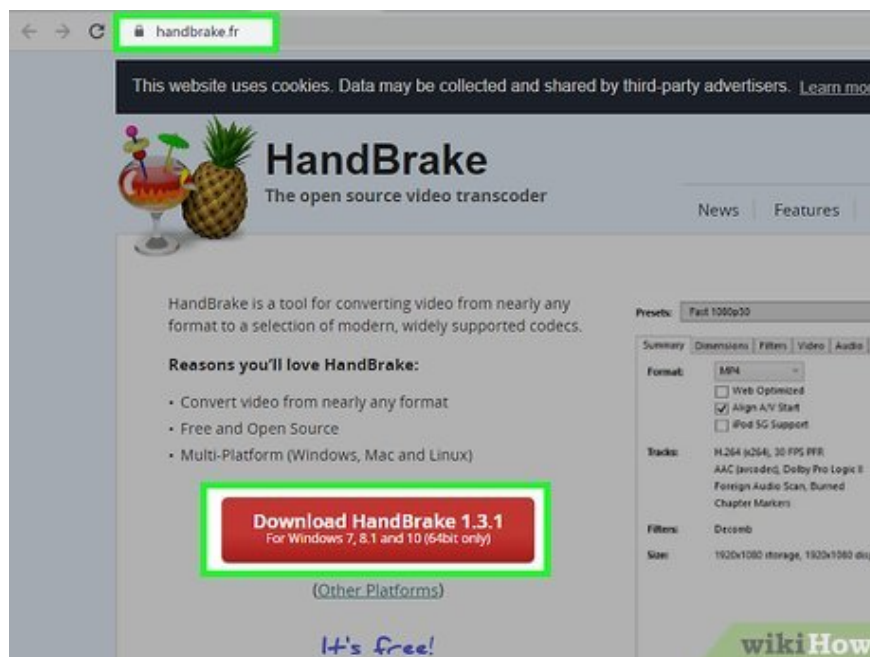 handbrake.fr
This website uses cookies. Data may be collected and shared by third-party advertisers. Learn mo
HandBrake
The open source video transcoder
News Features
HandBrake is a tool for converting video from nearly any
format to a selection of modern, widely supported codecs.
Reasons you'll love HandBrake:
• Convert video from nearly any format
• Free and Open Source
• Multi-Platform (Windows, Mac and Linux)
Download HandBrake 1.3.1
For Windows 7, 8.1 and 10 (64bit only)
(Other Platforms)
It's free!
Presets: Fast 1080p30
Summary Dimensions Filters Video Audio
Format: MP4
Web Optimized
Align A/V Start
iPod 5G Support
Tracks: H.264 (x264), 30 FPS PFR
AAC (avcodec), Dolby Pro Logic II
Foreign Audio Scan, Burned
Chapter Markers
Filters: Decomb
Size: 1920x1080 storage, 1920x1080 dis
wikiHow